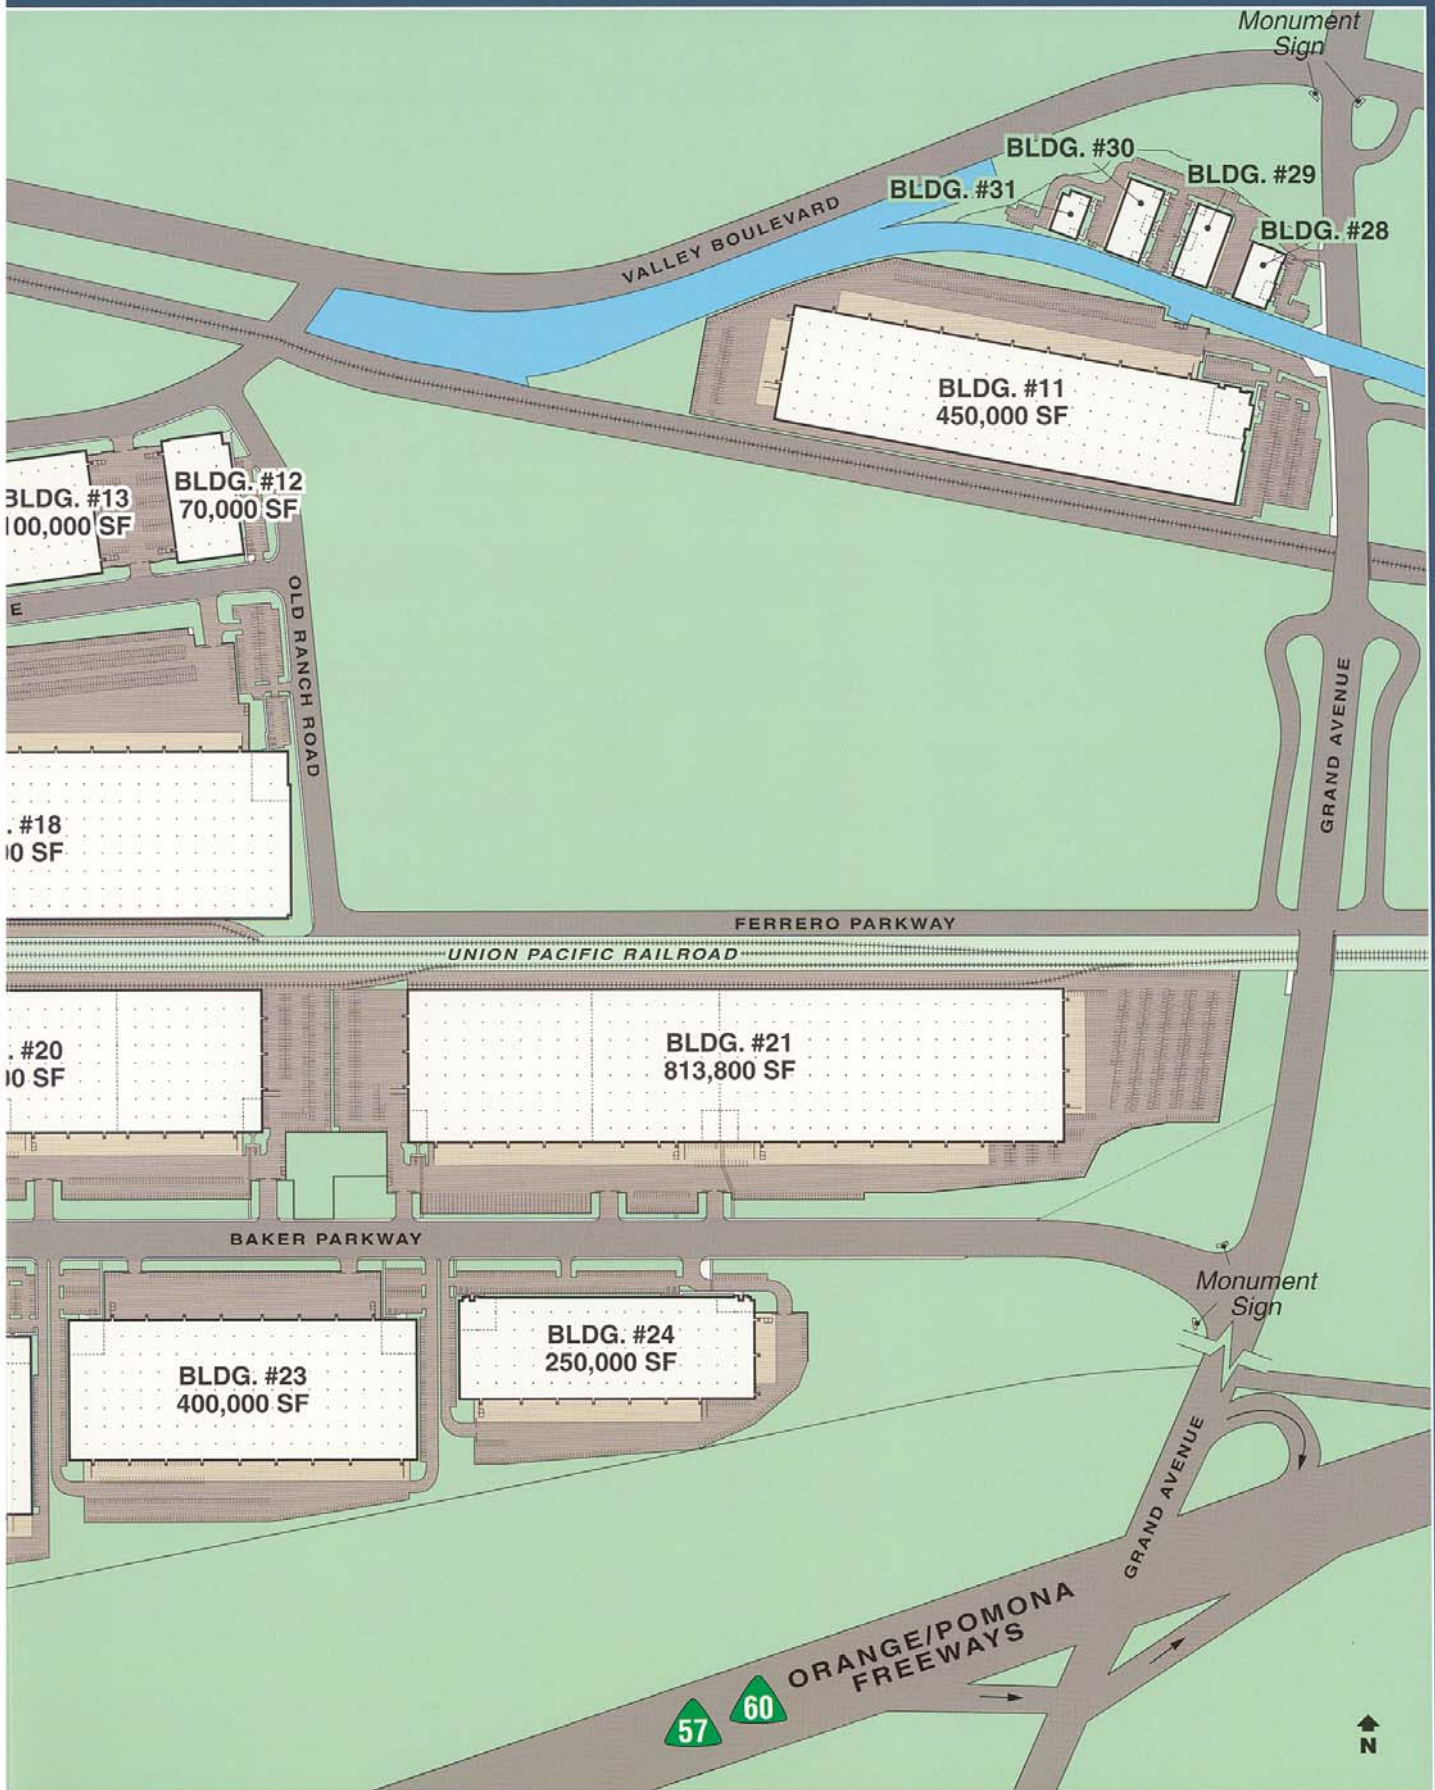 Monument
Sign
BLDG. #30
BLDG. #29
BLDG. #31
BLDG. #28
VALLEY BOULEVARD
BLDG. #11
450,000 SF
BLDG. #12
70,000 SF
BLDG. #13
100,000 SF
E
OLD RANCH ROAD
GRAND AVENUE
. #18
00 SF
FERRERO PARKWAY
UNION PACIFIC RAILROAD
. #20
00 SF
BLDG. #21
813,800 SF
BAKER PARKWAY
Monument
Sign
BLDG. #24
250,000 SF
BLDG. #23
400,000 SF
GRAND AVENUE
ORANGE/POMONA
FREEWAYS
60
57
N